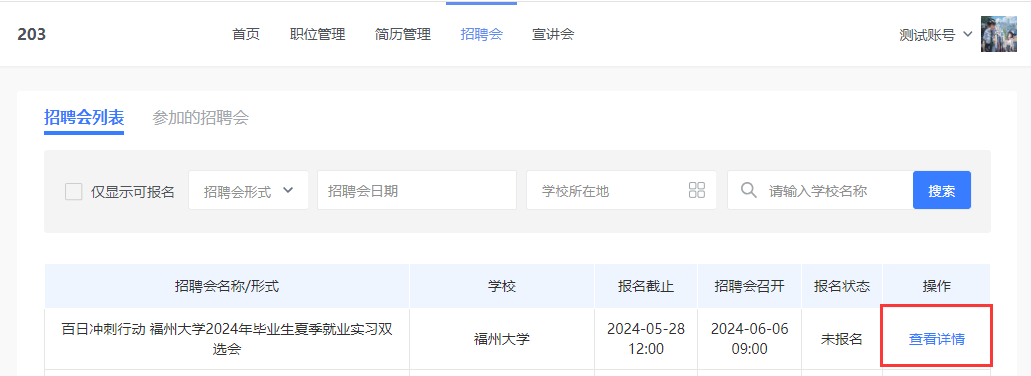 203
首页 职位管理 简历管理 招聘会 宣讲会
测试账号
招聘会列表 参加的招聘会
仅显示可报名 招聘会形式 招聘会日期 学校所在地 请输入学校名称 搜索
招聘会名称/形式 学校 报名截止 招聘会召开 报名状态 操作
百日冲刺行动 福州大学2024年毕业生夏季就业实习双
选会
福州大学
2024-05-28
12:00
2024-06-06
09:00
未报名
查看详情